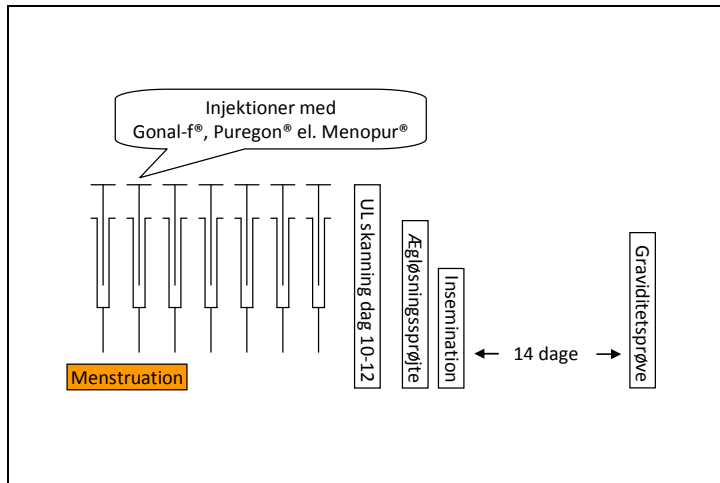 Injektioner med
Gonal-f®, Puregon® el. Menopur®
UL skanning dag 10-12
Ægløsningssprøjte
Insemination
14 dage
Graviditetsprøve
Menstruation